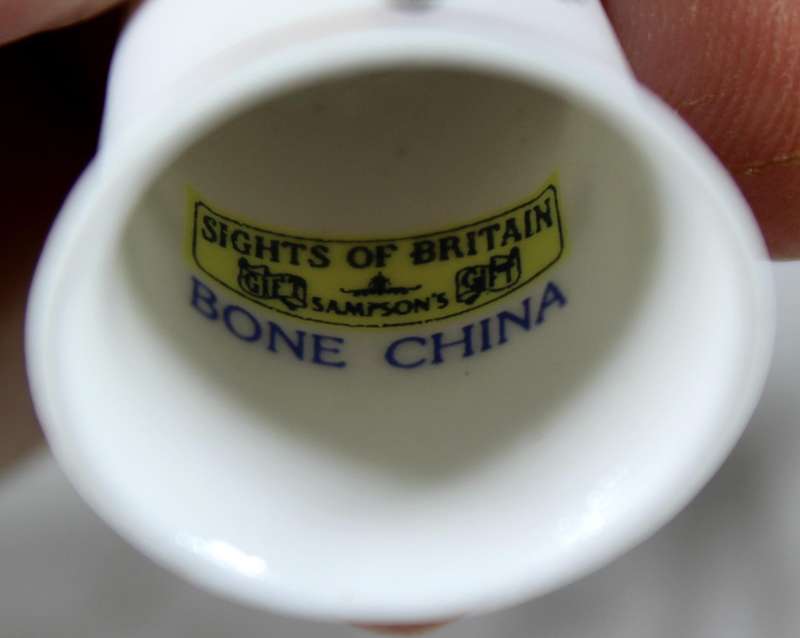 SIGHTS OF BRITAIN
GIFT SAMPSON'S GIFT
BONE CHINA